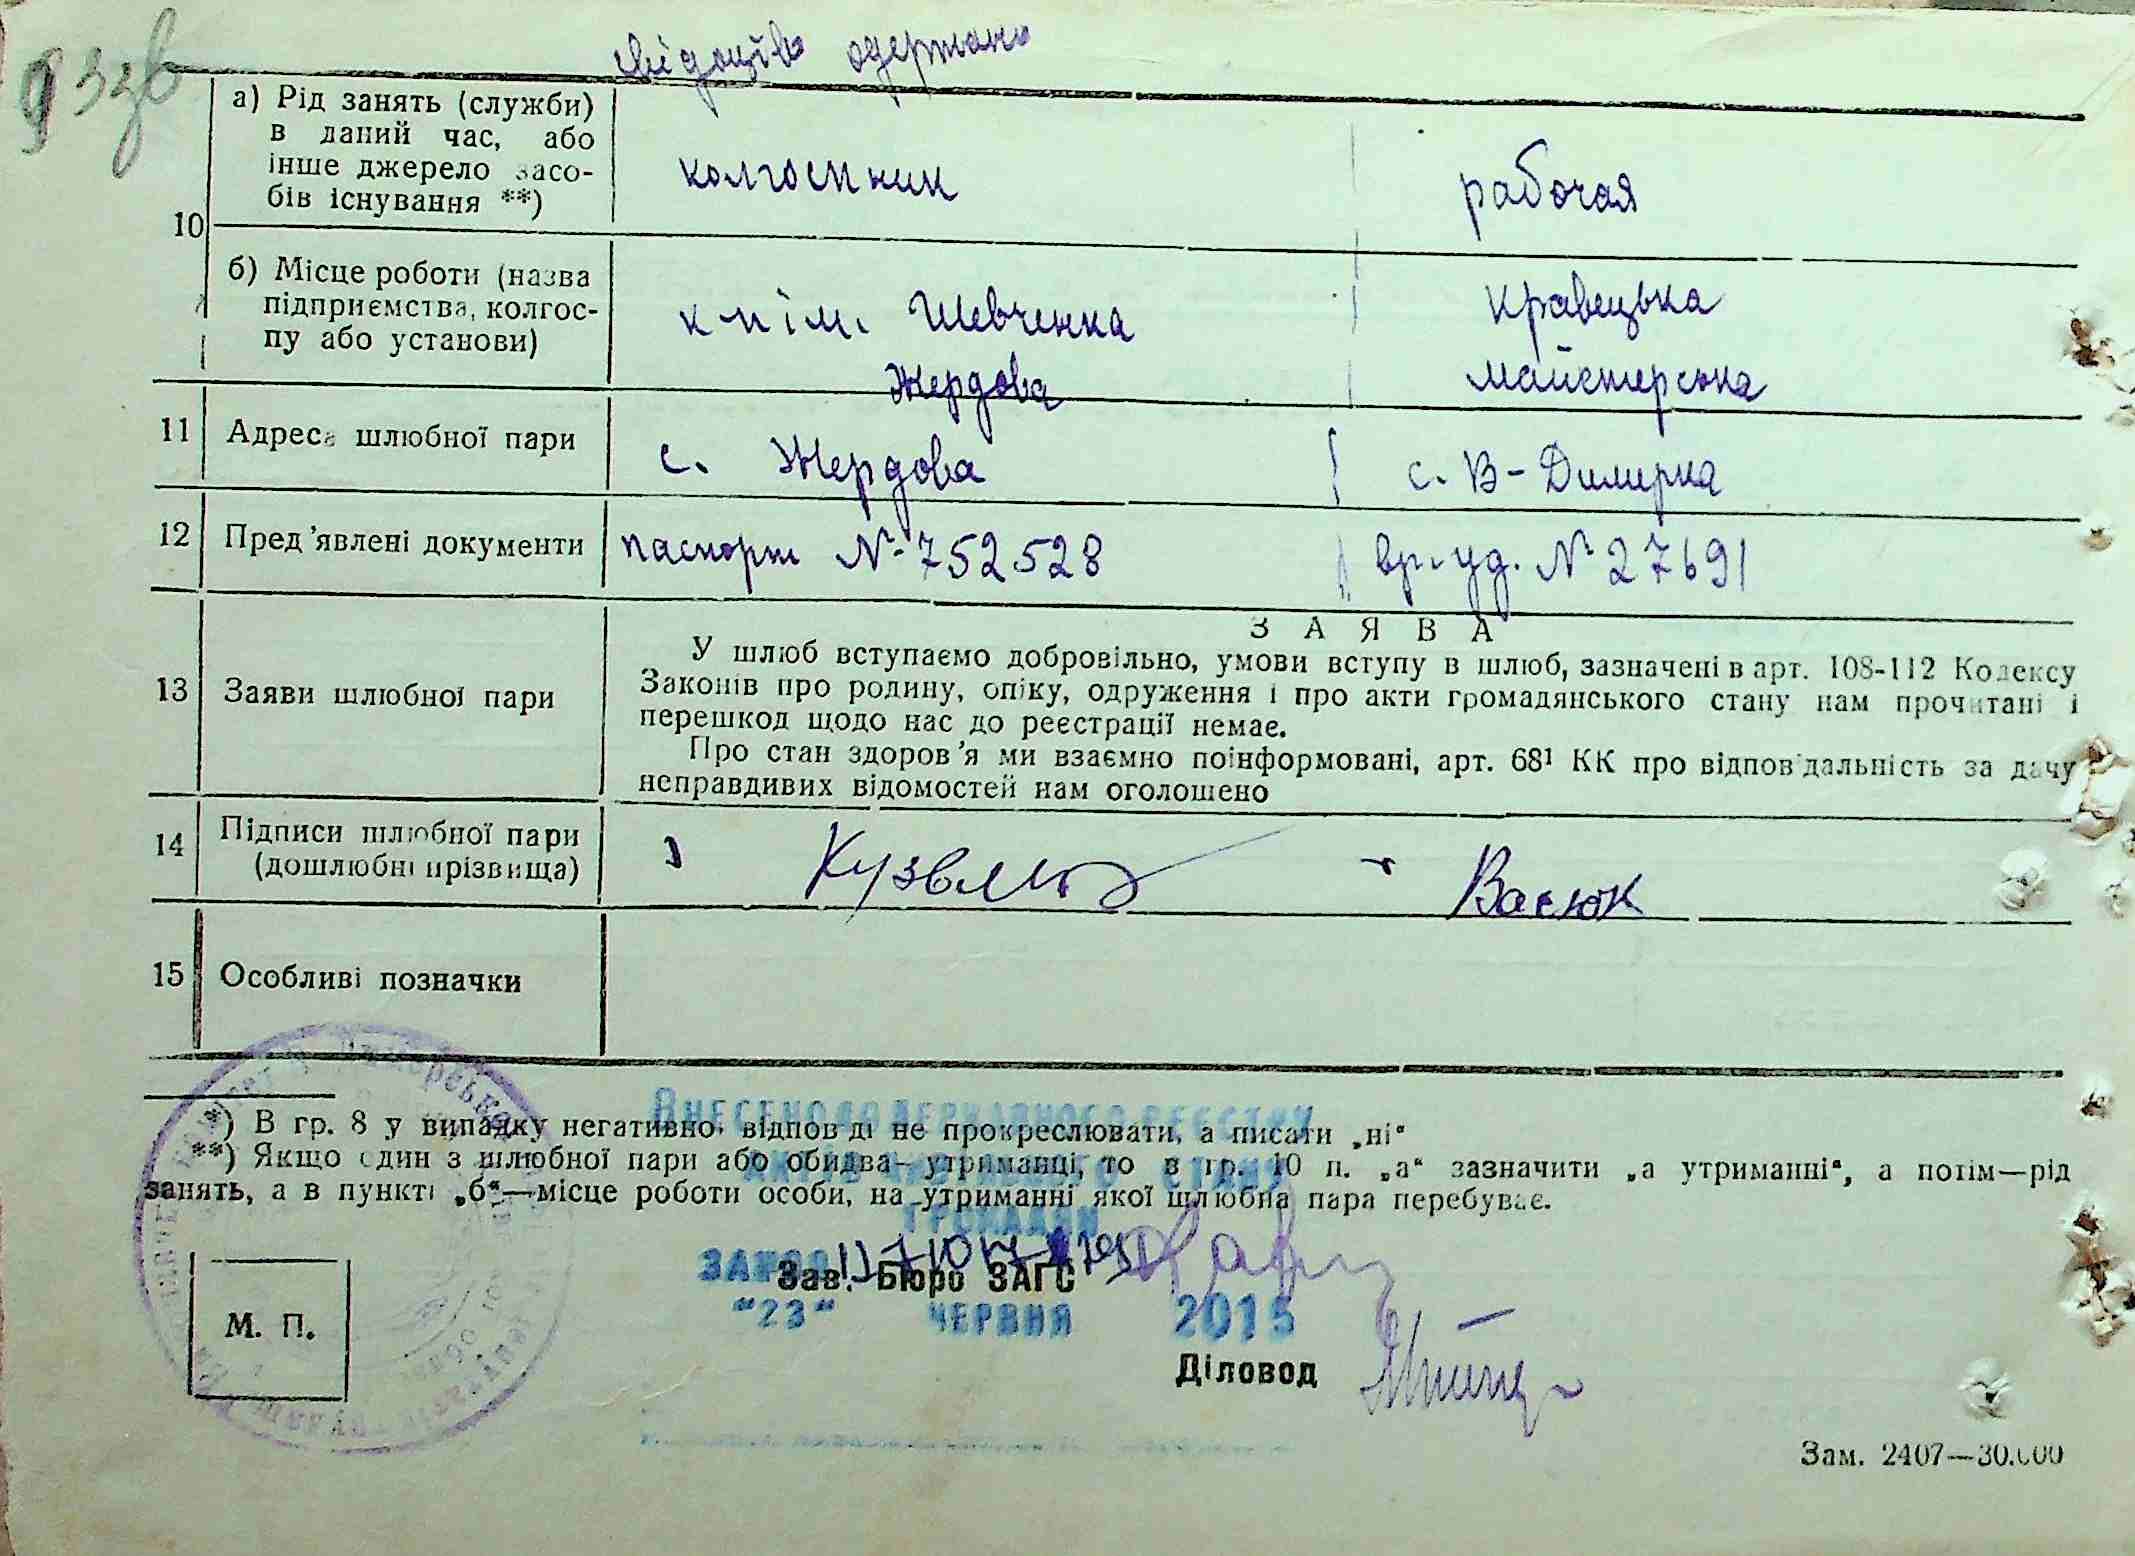 свідоцтво одержано
10
а) Рід занять (служби)
в даний час, або
інше джерело засо-
бів існування **)
колгоспник
рабочая
б) Місце роботи (назва
підприємства, колгос-
пу або установи)
к-п ім. Шевченка
Жердова
кравецька
майстерська
11 Адреса шлюбної пари
с. Жердова
с. В-Димирка
12 Пред'явлені документи
паспорт № 752528
вр. уд. № 27691
З А Я В А
13 Заяви шлюбної пари
У шлюб вступаємо добровільно, умови вступу в шлюб, зазначені в арт. 108-112 Кодексу
Законів про родину, опіку, одруження і про акти громадянського стану нам прочитані і
перешкод щодо нас до реєстрації немає.
Про стан здоров'я ми взаємно поінформовані, арт. 68¹ КК про відповідальність за дачу
неправдивих відомостей нам оголошено
14 Підписи шлюбної пари
(дошлюбні прізвища)
Васюк
15 Особливі позначки
*) В гр. 8 у випадку негативної відповіді не прокреслювати, а писати „ні“
**) Якщо один з шлюбної пари або обидва— утриманці, то в гр. 10 п. „а“ зазначити „а утриманні“, а потім—рід
занять, а в пункті „б“—місце роботи особи, на утриманні якої шлюбна пара перебуває.
Внесено до Державного реєстру
актів цивільного стану
громадян
Зав. Бюро ЗАГС
"23" червня 2015
М. П.
Діловод
Зам. 2407—30.000